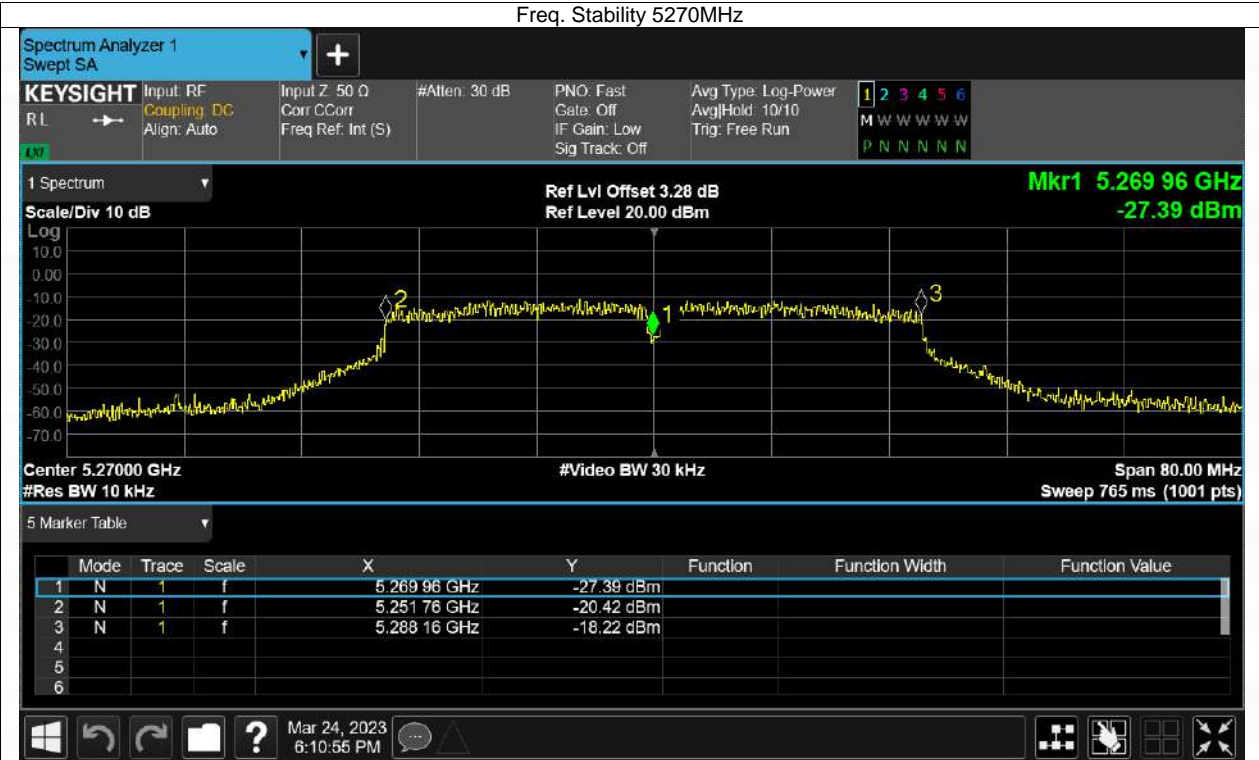 Freq. Stability 5270MHz
Spectrum Analyzer 1
Swept SA
+
KEYSIGHT
RL
LXI
Input: RF
Coupling: DC
Align: Auto
Input Z: 50 Ω
Corr CCorr
Freq Ref: Int (S)
#Atten: 30 dB
PNO: Fast
Gate: Off
IF Gain: Low
Sig Track: Off
Avg Type: Log-Power
Avg|Hold: 10/10
Trig: Free Run
1 2 3 4 5 6
M W W W W W
P N N N N N
1 Spectrum
Scale/Div 10 dB
Ref Lvl Offset 3.28 dB
Ref Level 20.00 dBm
Mkr1 5.269 96 GHz
-27.39 dBm
Log
10.0
0.00
-10.0
-20.0
-30.0
-40.0
-50.0
-60.0
-70.0
2
1
3
Center 5.27000 GHz
#Video BW 30 kHz
Span 80.00 MHz
#Res BW 10 kHz
Sweep 765 ms (1001 pts)
5 Marker Table
Mode Trace Scale X Y Function Function Width Function Value
1 N 1 f 5.269 96 GHz -27.39 dBm
2 N 1 f 5.251 76 GHz -20.42 dBm
3 N 1 f 5.288 16 GHz -18.22 dBm
4
5
6
?
Mar 24, 2023
6:10:55 PM